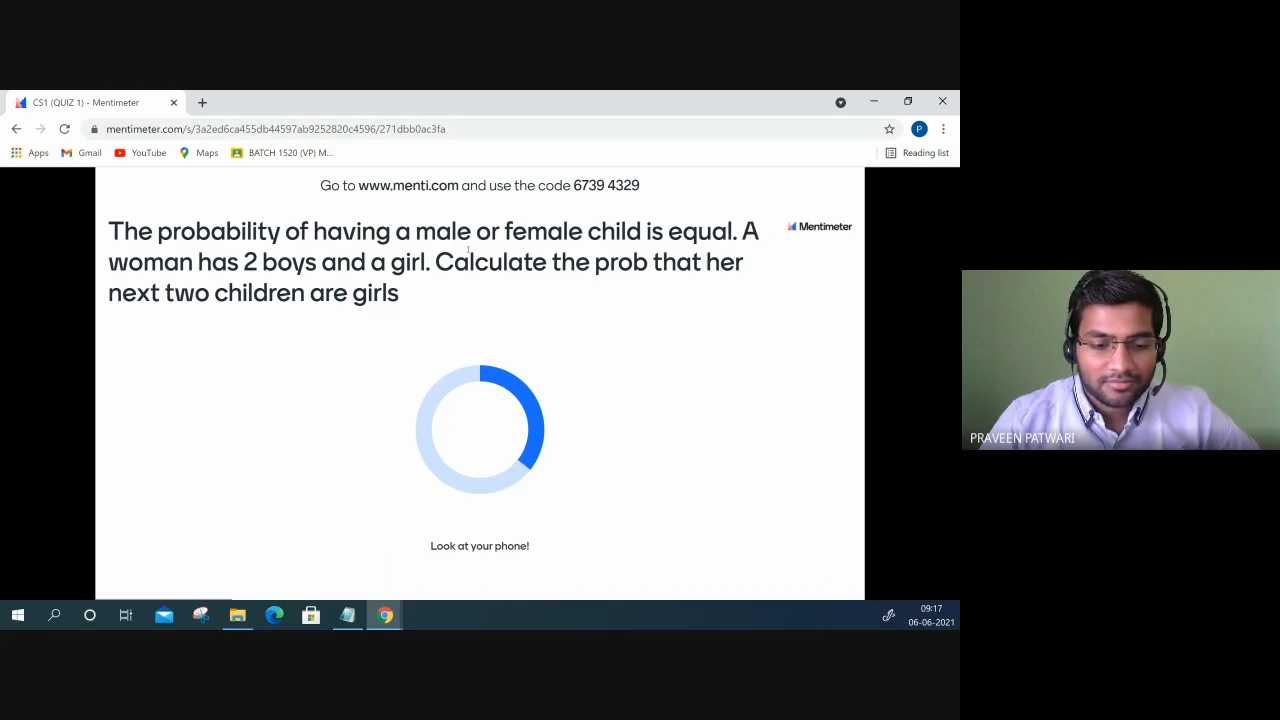 CS1 (QUIZ 1) - Mentimeter
mentimeter.com/s/3a2ed6ca455db44597ab9252820c4596/271dbb0ac3fa
P
Apps Gmail YouTube Maps BATCH 1520 (VP) M... Reading list
Go to www.menti.com and use the code 6739 4329
Mentimeter
The probability of having a male or female child is equal. A
woman has 2 boys and a girl. Calculate the prob that her
next two children are girls
Look at your phone!
PRAVEEN PATWARI
09:17
06-06-2021